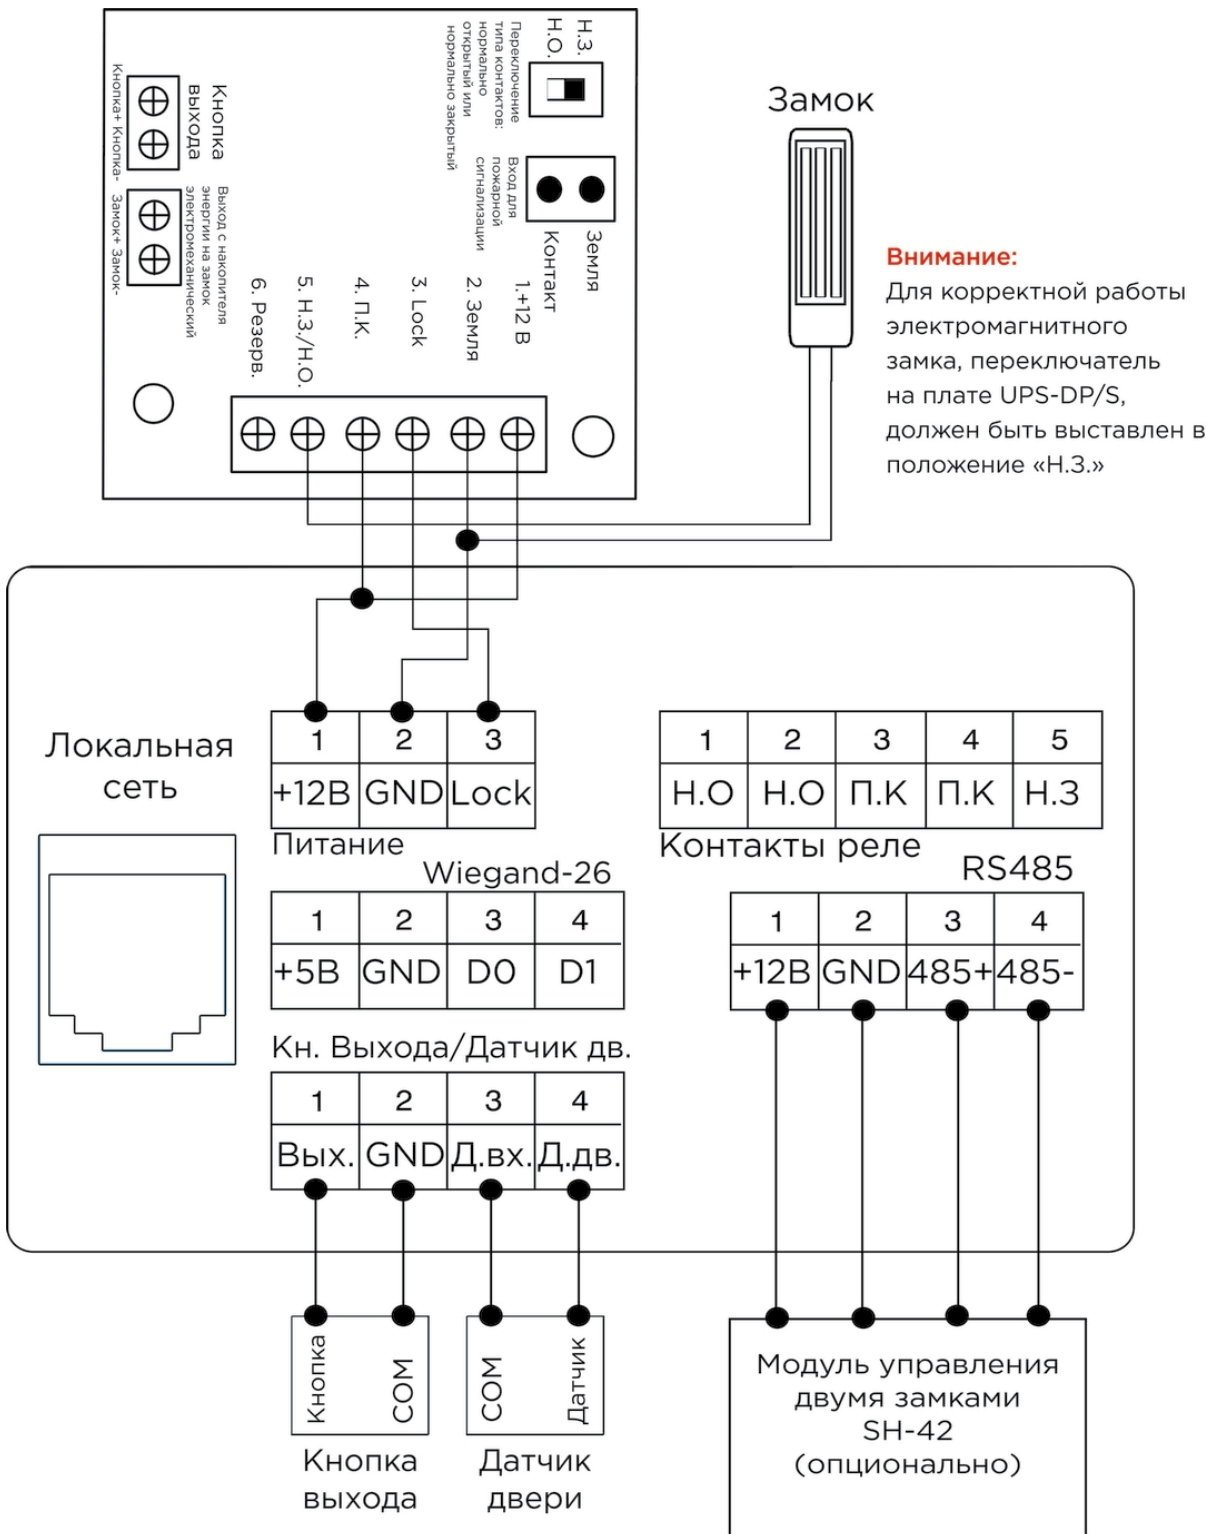 Н.З.
Н.О.
Переключение
типа контактов:
нормально
открытый или
нормально закрытый
Кнопка
выхода
Кнопка+ Кнопка-
Выход с накопителя
энергии на замок
электромеханический
Замок+ Замок-
Вход для
пожарной
сигнализации
Земля
Контакт
1.+12 В
2. Земля
3. Lock
4. П.К.
5. Н.З./Н.О.
6. Резерв.
Замок
Внимание:
Для корректной работы
электромагнитного
замка, переключатель
на плате UPS-DP/S,
должен быть выставлен в
положение «Н.З.»
Локальная
сеть
1 2 3
+12В GND Lock
Питание
1 2 3 4 5
Н.О Н.О П.К П.К Н.З
Контакты реле
Wiegand-26
1 2 3 4
+5В GND D0 D1
RS485
1 2 3 4
+12В GND 485+ 485-
Кн. Выхода/Датчик дв.
1 2 3 4
Вых. GND Д.вх. Д.дв.
Кнопка
COM
Кнопка
выхода
COM
Датчик
Датчик
двери
Модуль управления
двумя замками
SH-42
(опционально)